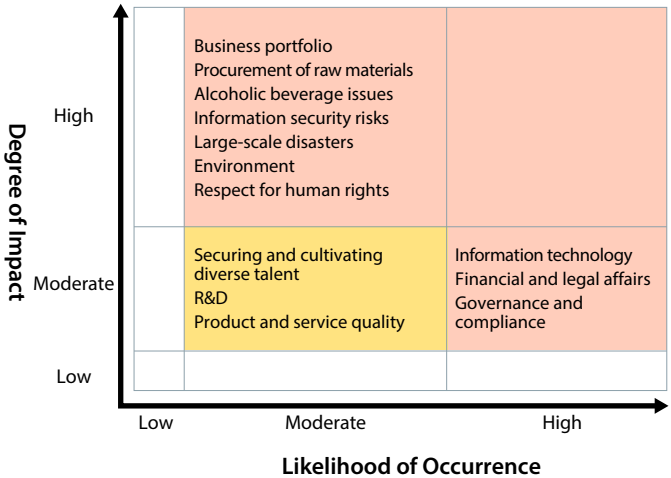 Degree of Impact
High
Business portfolio
Procurement of raw materials
Alcoholic beverage issues
Information security risks
Large-scale disasters
Environment
Respect for human rights
Moderate
Securing and cultivating
diverse talent
R&D
Product and service quality
Information technology
Financial and legal affairs
Governance and
compliance
Low
Low
Moderate
High
Likelihood of Occurrence